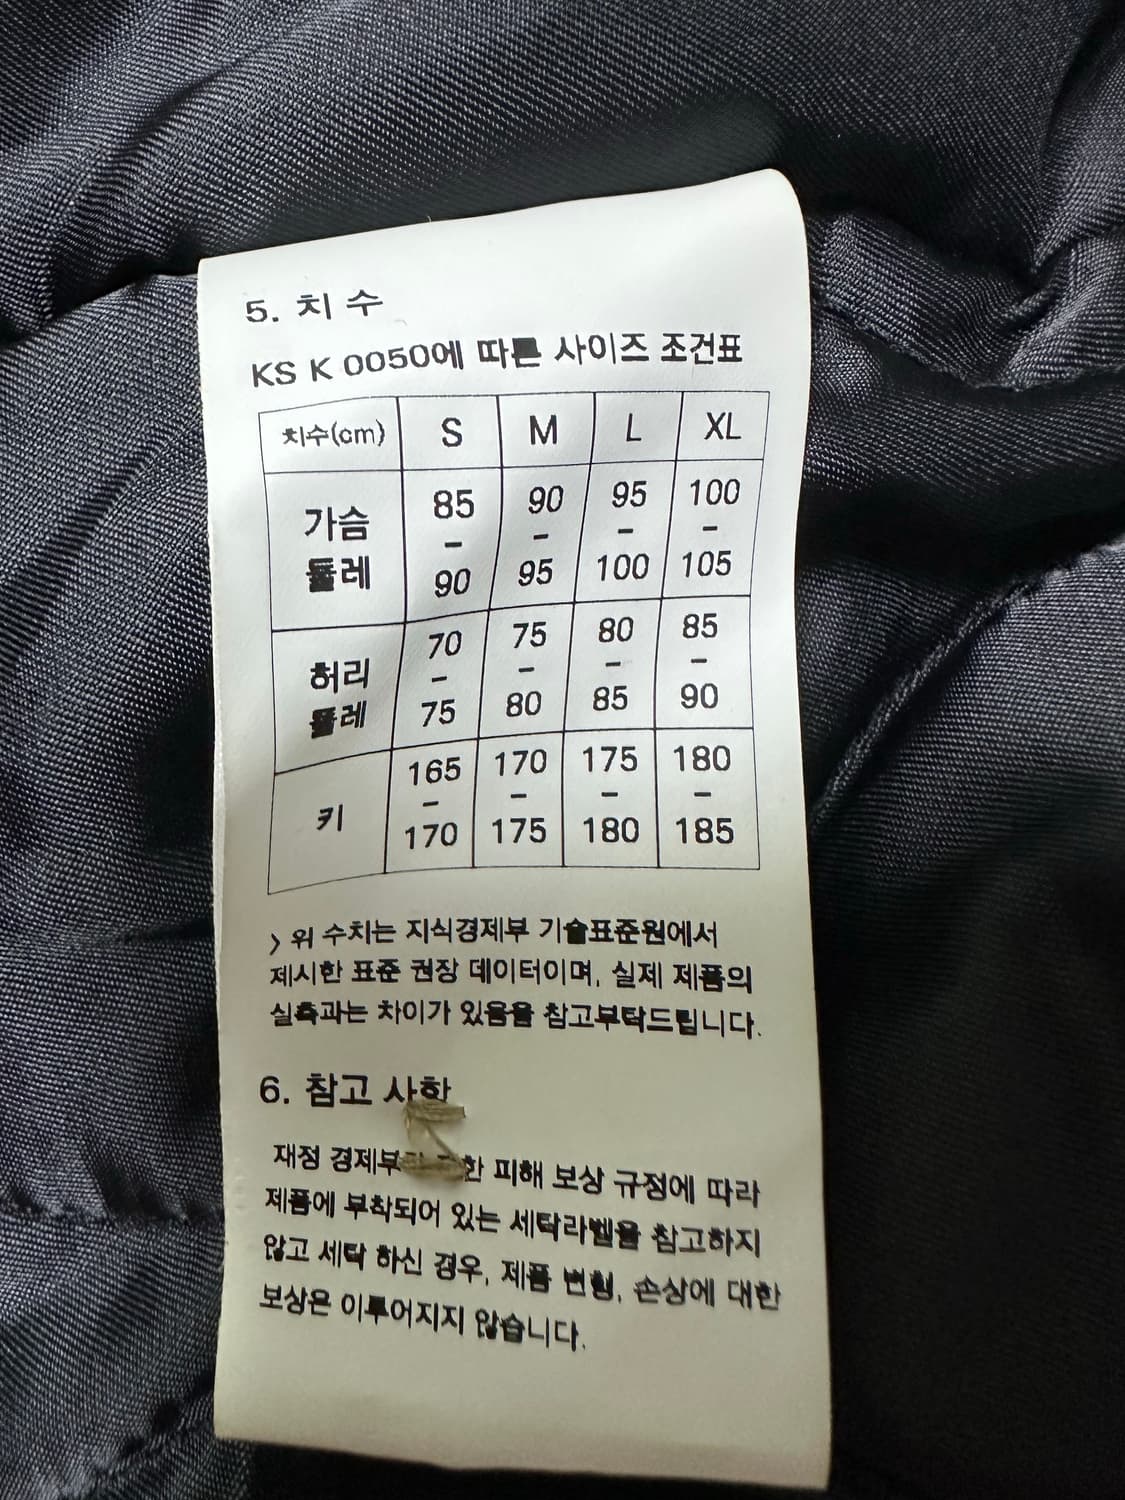 5. 치 수
KS K 0050에 따른 사이즈 조건표
치수(cm) S M L XL
가슴 둘레 85 - 90 90 - 95 95 - 100 100 - 105
허리 둘레 70 - 75 75 - 80 80 - 85 85 - 90
키 165 - 170 170 - 175 175 - 180 180 - 185
> 위 수치는 지식경제부 기술표준원에서
제시한 표준 권장 데이터이며, 실제 제품의
실측과는 차이가 있음을 참고부탁드립니다.
6. 참고 사항
재정 경제부 피해 보상 규정에 따라
제품에 부착되어 있는 세탁라벨을 참고하지
않고 세탁 하신 경우, 제품 변형, 손상에 대한
보상은 이루어지지 않습니다.